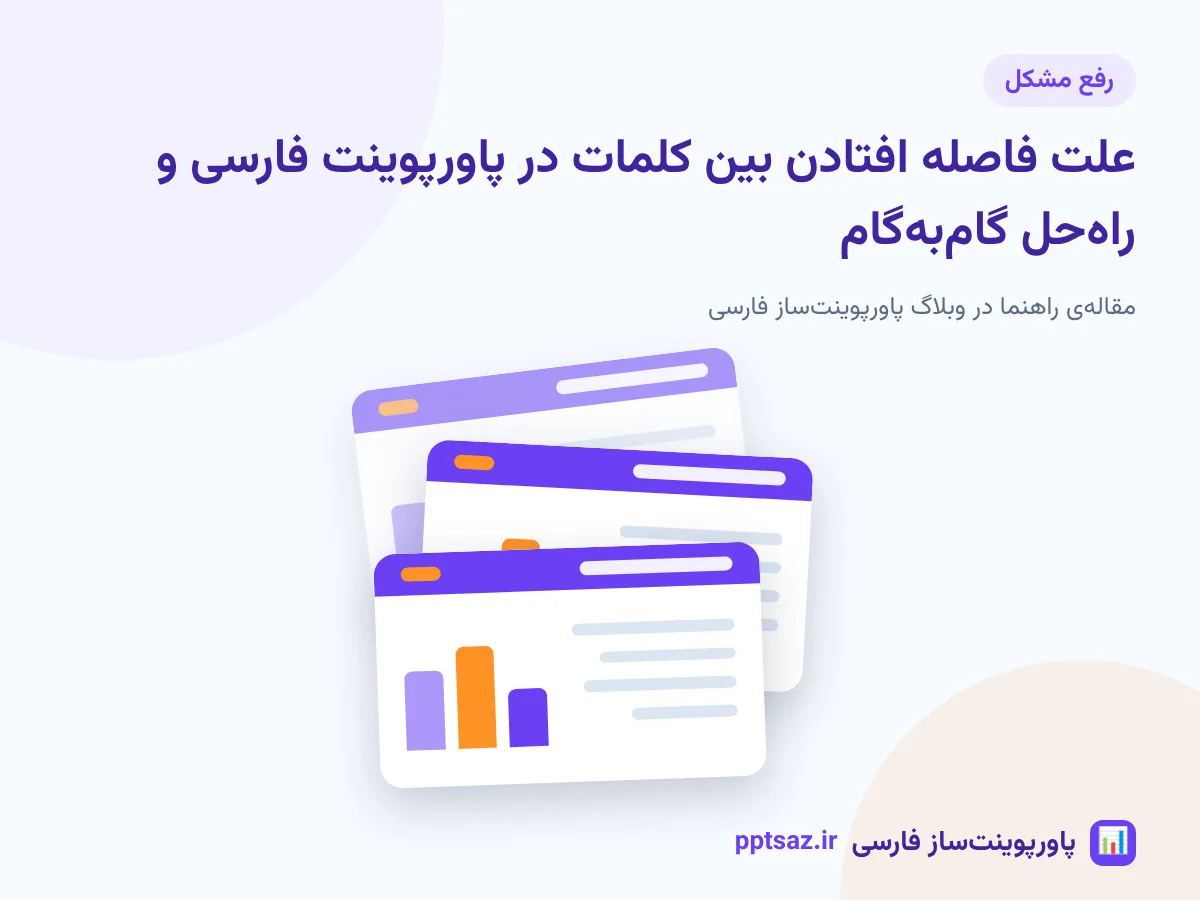 رفع مشکل
علت فاصله افتادن بین کلمات در پاورپوینت فارسی و
راه‌حل گام‌به‌گام
مقاله‌ی راهنما در وبلاگ پاورپوینت‌ساز فارسی
پاورپوینت‌ساز فارسی pptsaz.ir